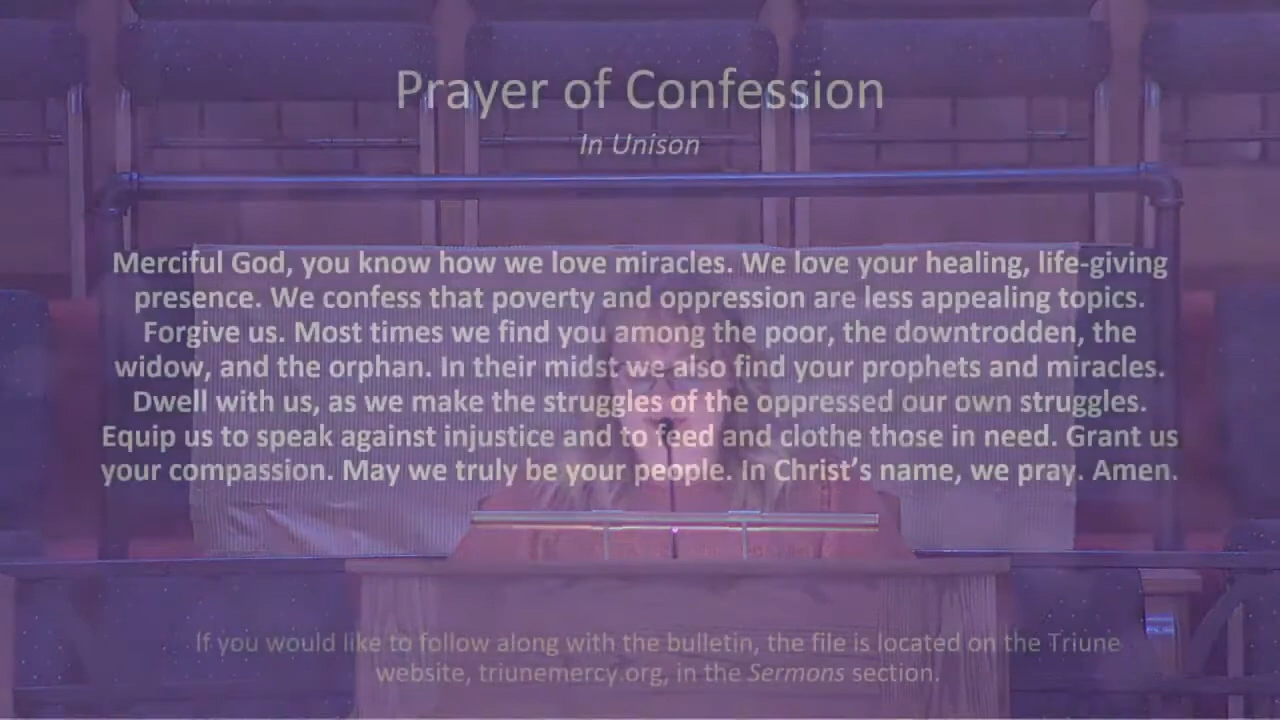 Prayer of Confession
In Unison
Merciful God, you know how we love miracles. We love your healing, life-giving
presence. We confess that poverty and oppression are less appealing topics.
Forgive us. Most times we find you among the poor, the downtrodden, the
widow, and the orphan. In their midst we also find your prophets and miracles.
Dwell with us, as we make the struggles of the oppressed our own struggles.
Equip us to speak against injustice and to feed and clothe those in need. Grant us
your compassion. May we truly be your people. In Christ’s name, we pray. Amen.
If you would like to follow along with the bulletin, the file is located on the Triune
website, triunemercy.org, in the Sermons section.